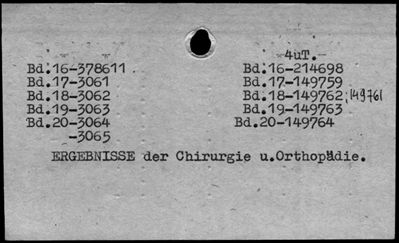 4uT.-
Bd.16-378611 Bd.16-214698
Bd.17-3061 Bd.17-149759
Bd.18-3062 Bd.18-149762;149761
Bd.19-3063 Bd.19-149763
Bd.20-3064 Bd.20-149764
-3065
ERGEBNISSE der Chirurgie u.Orthopädie.